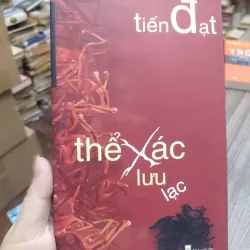 tiến đạt
thể xác
lưu
lạc